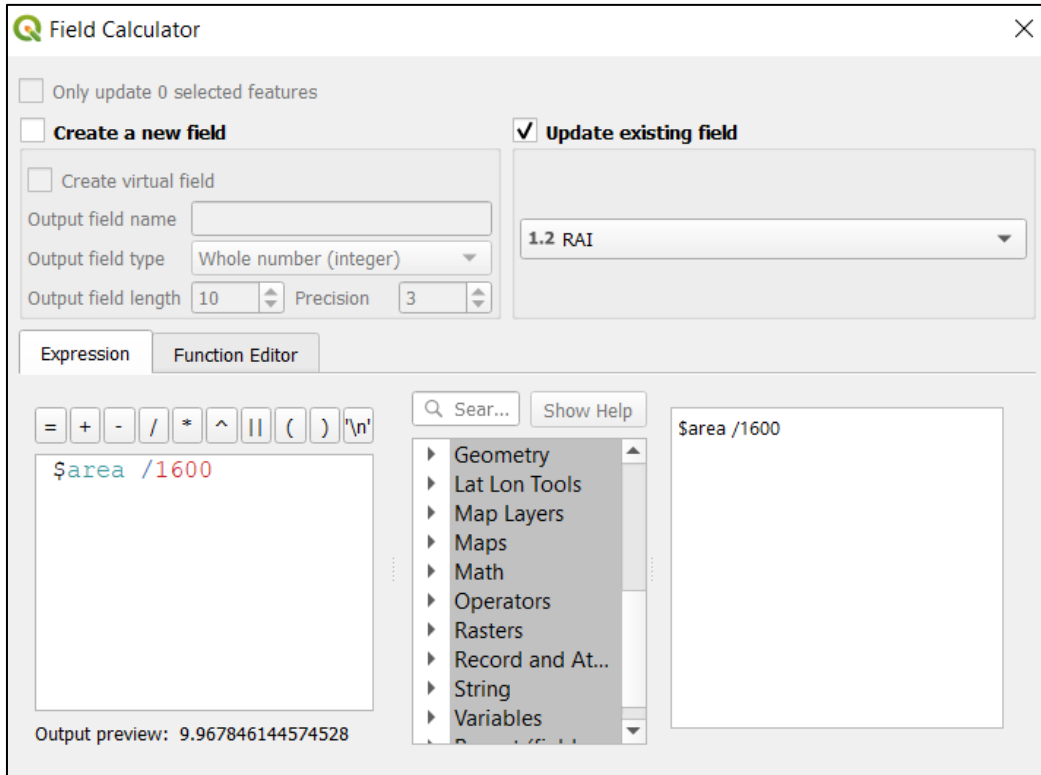 Field Calculator
Only update 0 selected features
Create a new field
Update existing field
Create virtual field
Output field name
1.2 RAI
Output field type Whole number (integer)
Output field length 10 Precision 3
Expression Function Editor
= + - / * ^ || ( ) '\n'
$area /1600
Output preview: 9.967846144574528
Sear... Show Help
Geometry
Lat Lon Tools
Map Layers
Maps
Math
Operators
Rasters
Record and At...
String
Variables
$area /1600